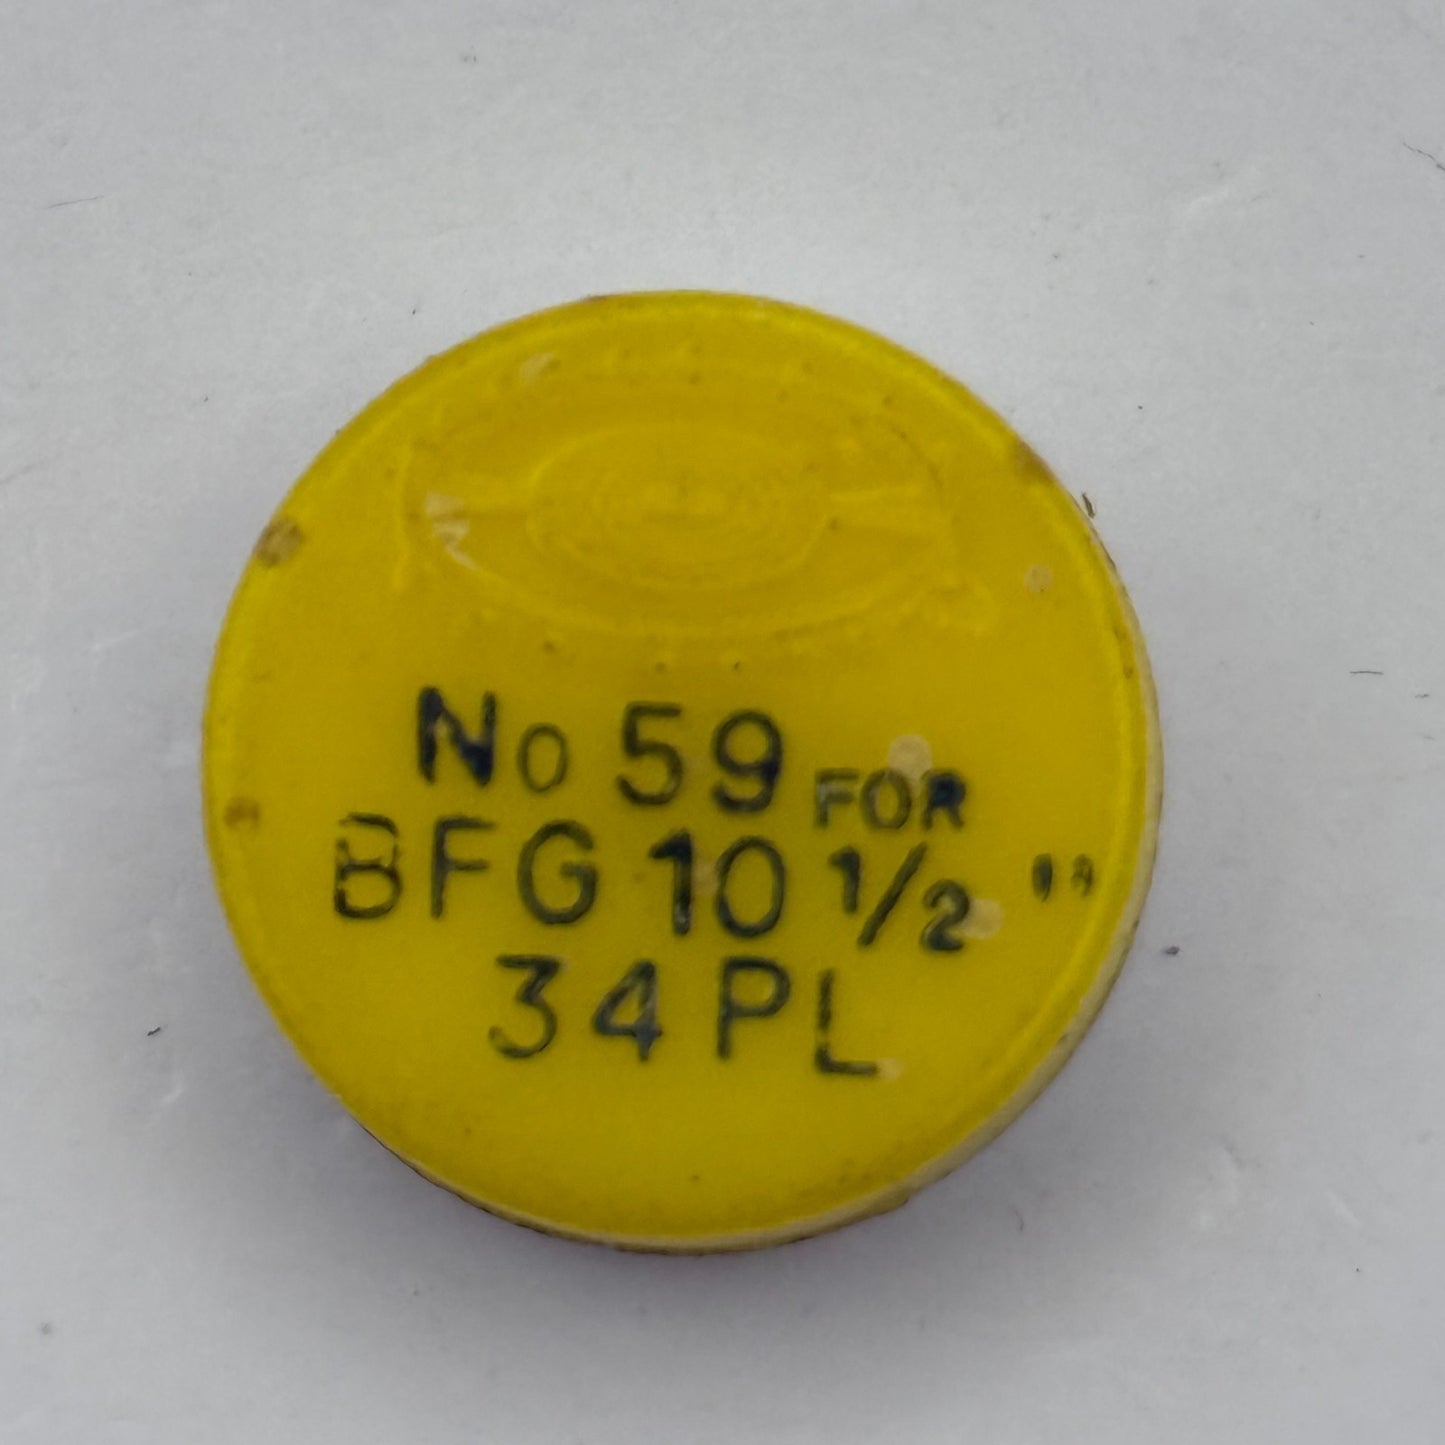 No 59 FOR
BFG 10 1/2 "
34 PL